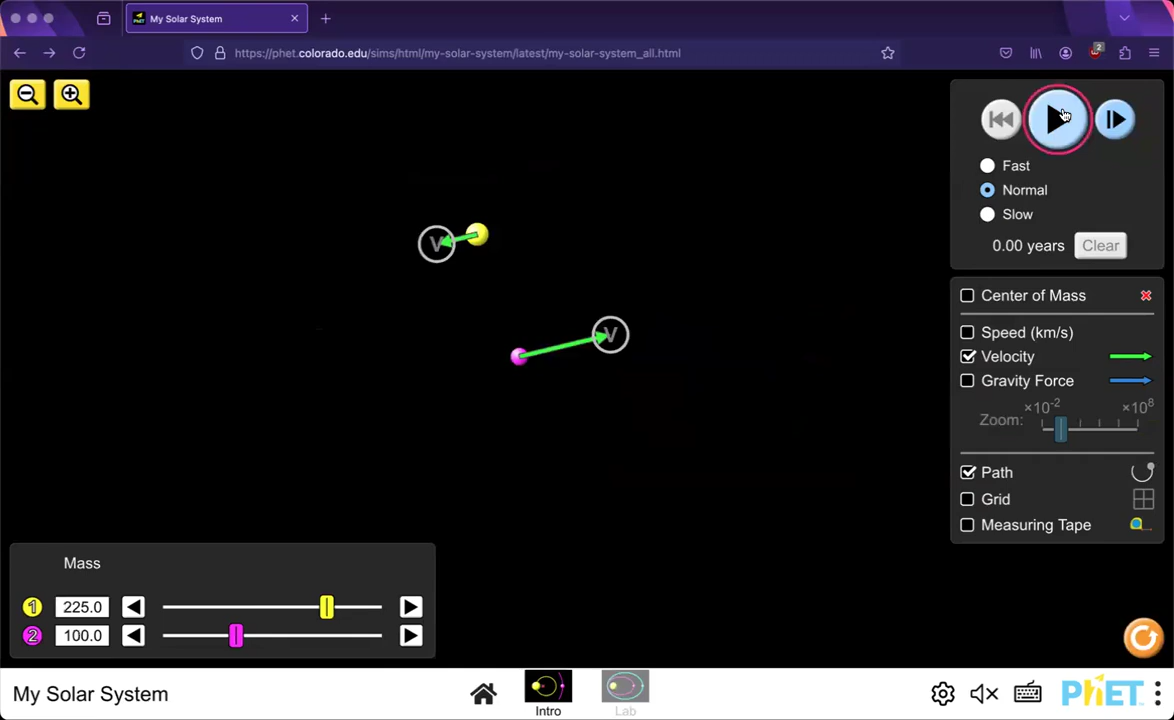 My Solar System
https://phet.colorado.edu/sims/html/my-solar-system/latest/my-solar-system_all.html
2
Fast
Normal
Slow
0.00 years Clear
V
V
Center of Mass
Speed (km/s)
Velocity
Gravity Force
×10-2 ×108
Zoom:
Path
Grid
Measuring Tape
Mass
1 225.0
2 100.0
My Solar System
Intro
Lab
PhET